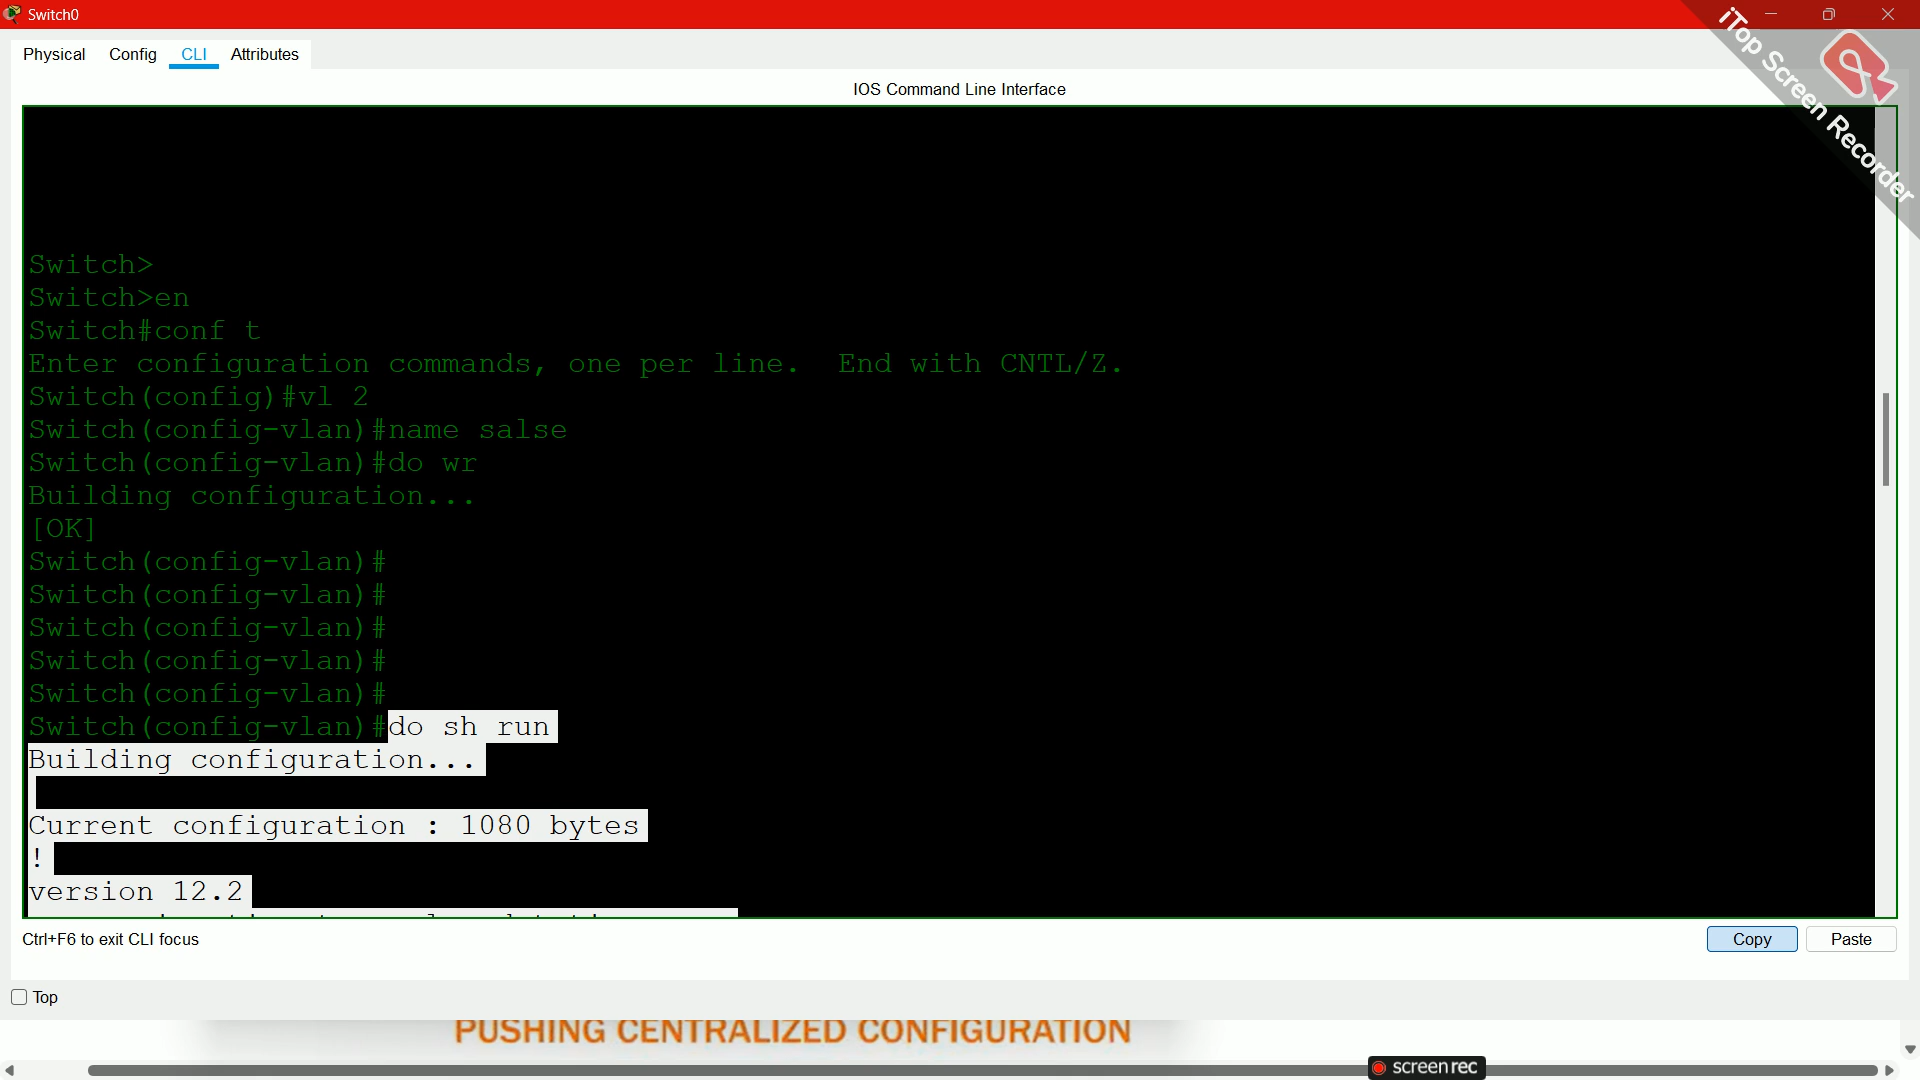 Switch0
Physical Config CLI Attributes
iTop Screen Recorder
IOS Command Line Interface
Switch>
Switch>en
Switch#conf t
Enter configuration commands, one per line.  End with CNTL/Z.
Switch(config)#vl 2
Switch(config-vlan)#name salse
Switch(config-vlan)#do wr
Building configuration...
[OK]
Switch(config-vlan)#
Switch(config-vlan)#
Switch(config-vlan)#
Switch(config-vlan)#
Switch(config-vlan)#
Switch(config-vlan)#do sh run
Building configuration...
Current configuration : 1080 bytes
!
version 12.2
Ctrl+F6 to exit CLI focus
Copy Paste
Top
PUSHING CENTRALIZED CONFIGURATION
screenrec